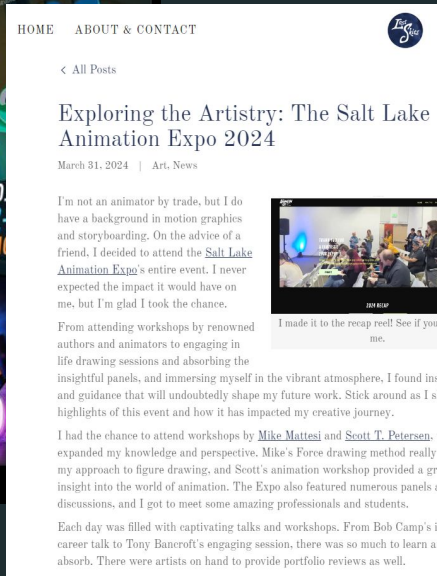 HOME ABOUT & CONTACT
Lost Skies
< All Posts
Exploring the Artistry: The Salt Lake
Animation Expo 2024
March 31, 2024 | Art, News
I'm not an animator by trade, but I do
have a background in motion graphics
and storyboarding. On the advice of a
friend, I decided to attend the Salt Lake
Animation Expo's entire event. I never
expected the impact it would have on
me, but I'm glad I took the chance.
2024 RECAP
I made it to the recap reel! See if you
me.
From attending workshops by renowned
authors and animators to engaging in
life drawing sessions and absorbing the
insightful panels, and immersing myself in the vibrant atmosphere, I found ins
and guidance that will undoubtedly shape my future work. Stick around as I s
highlights of this event and how it has impacted my creative journey.
I had the chance to attend workshops by Mike Mattesi and Scott T. Petersen,
expanded my knowledge and perspective. Mike's Force drawing method really
my approach to figure drawing, and Scott's animation workshop provided a gr
insight into the world of animation. The Expo also featured numerous panels a
discussions, and I got to meet some amazing professionals and students.
Each day was filled with captivating talks and workshops. From Bob Camp's i
career talk to Tony Bancroft's engaging session, there was so much to learn a
absorb. There were artists on hand to provide portfolio reviews as well.